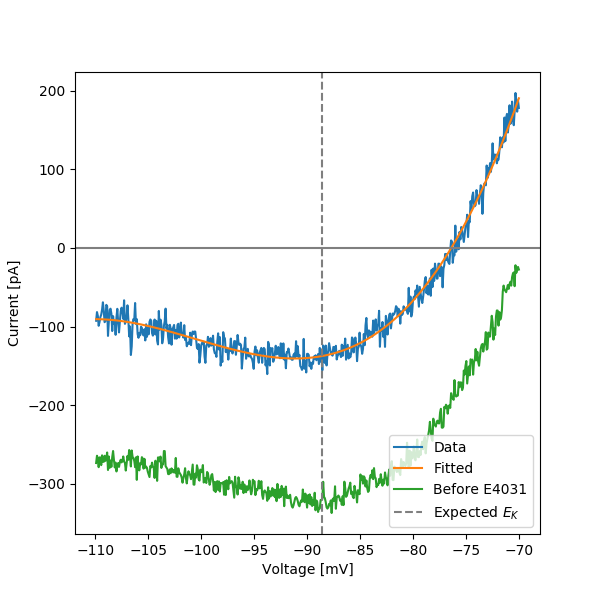 200
100
0
−100
−200
−300
Current [pA]
Data
Fitted
Before E4031
Expected $E_K$
−110 −105 −100 −95 −90 −85 −80 −75 −70
Voltage [mV]